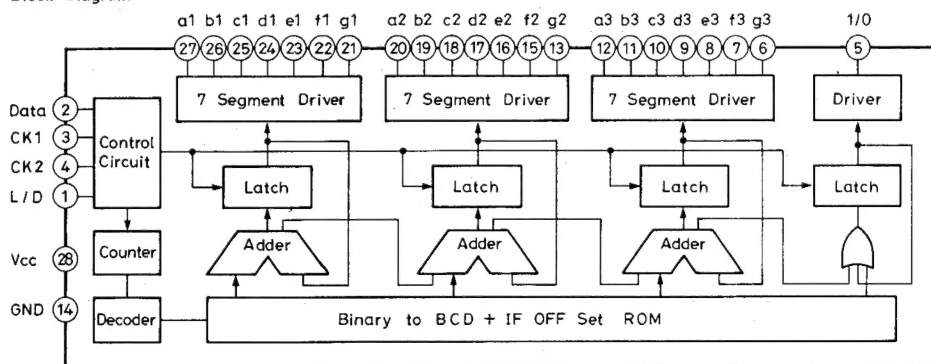 Block Diagram
a1 b1 c1 d1 e1 f1 g1 a2 b2 c2 d2 e2 f2 g2 a3 b3 c3 d3 e3 f3 g3 1/0
27 26 25 24 23 22 21 20 19 18 17 16 15 13 12 11 10 9 8 7 6 5
7 Segment Driver 7 Segment Driver 7 Segment Driver Driver
Data 2
CK1 3
CK2 4
L/D 1
Control
Circuit
Latch Latch Latch Latch
Vcc 28
Counter Adder Adder Adder
GND 14
Decoder Binary to BCD + IF OFF Set ROM